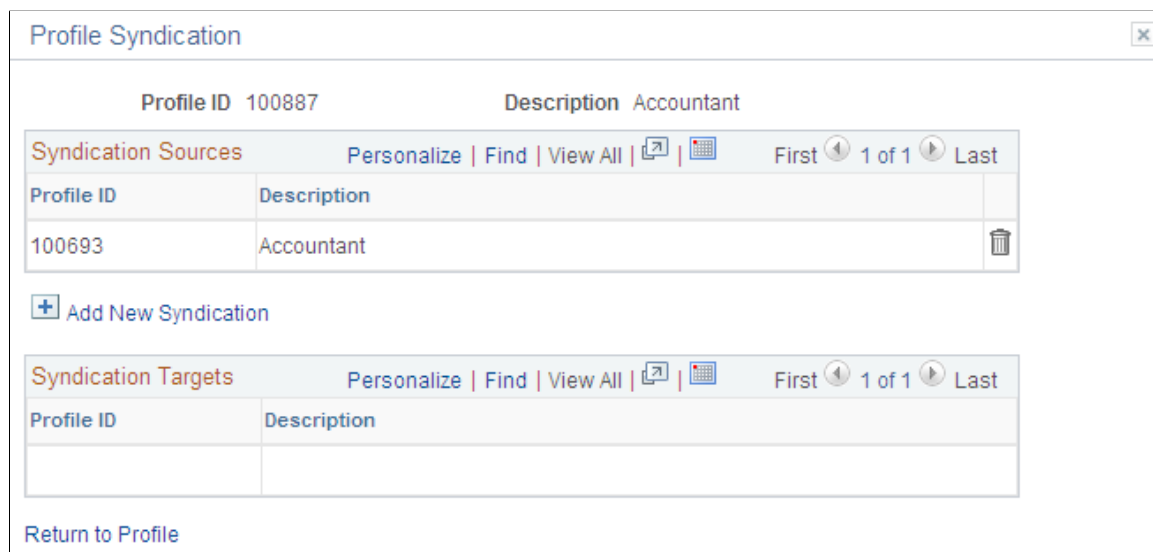 Profile Syndication
Profile ID 100887 Description Accountant
Syndication Sources Personalize | Find | View All | | First 1 of 1 Last
Profile ID Description
100693 Accountant
Add New Syndication
Syndication Targets Personalize | Find | View All | | First 1 of 1 Last
Profile ID Description
Return to Profile